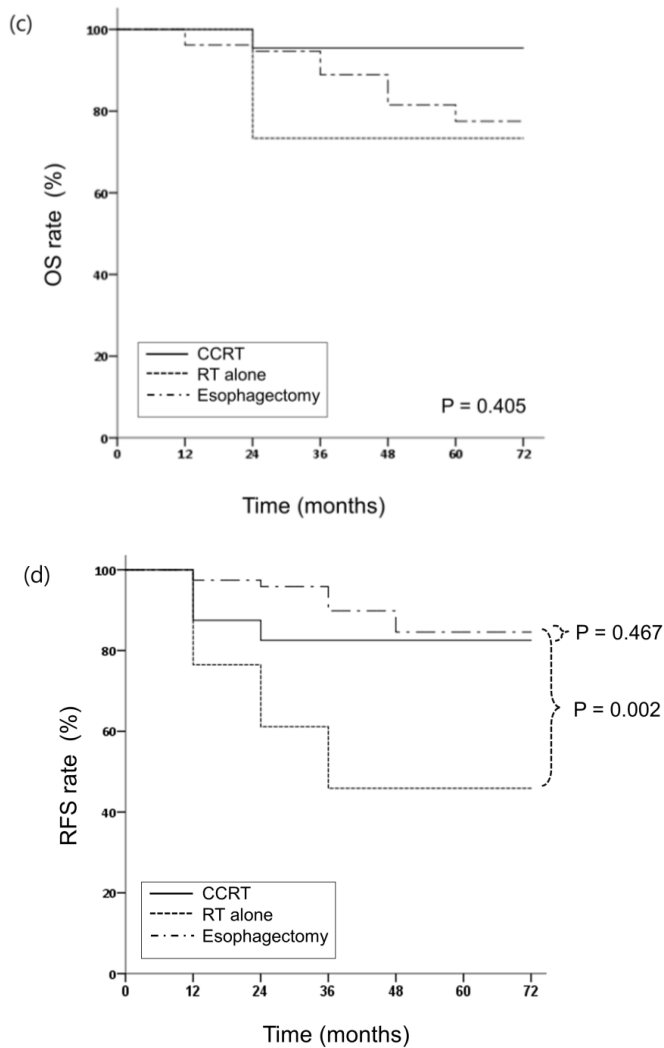 (c)
100
80
60
40
20
0
OS rate (%)
CCRT
RT alone
Esophagectomy
P = 0.405
0 12 24 36 48 60 72
Time (months)
(d)
100
80
60
40
20
0
RFS rate (%)
P = 0.467
P = 0.002
CCRT
RT alone
Esophagectomy
0 12 24 36 48 60 72
Time (months)